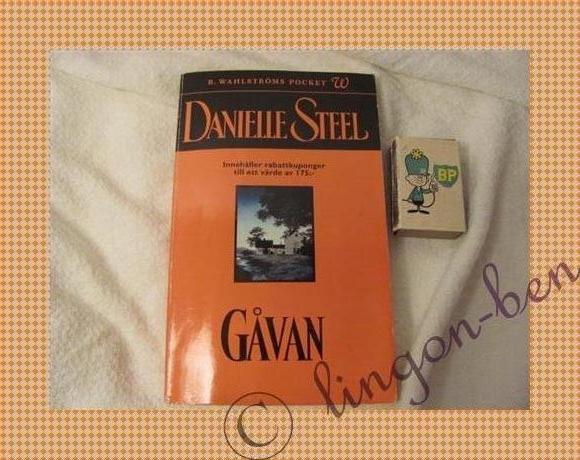 B. WAHLSTRÖMS POCKET W
DANIELLE STEEL
Innehåller rabattkuponger
till ett värde av 175:-
GÅVAN
BP
© lingon-ben